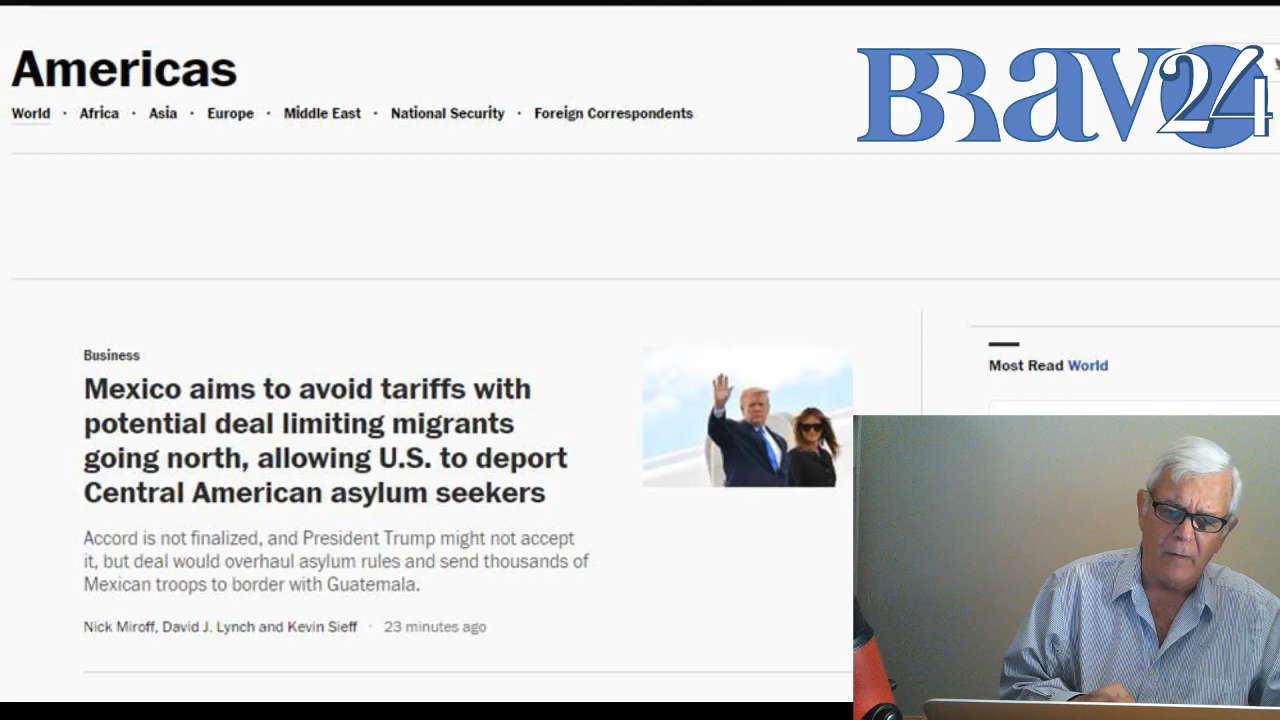 Americas
BRav24
World · Africa · Asia · Europe · Middle East · National Security · Foreign Correspondents
Business
Mexico aims to avoid tariffs with
potential deal limiting migrants
going north, allowing U.S. to deport
Central American asylum seekers
Accord is not finalized, and President Trump might not accept
it, but deal would overhaul asylum rules and send thousands of
Mexican troops to border with Guatemala.
Nick Miroff, David J. Lynch and Kevin Sieff · 23 minutes ago
Most Read World